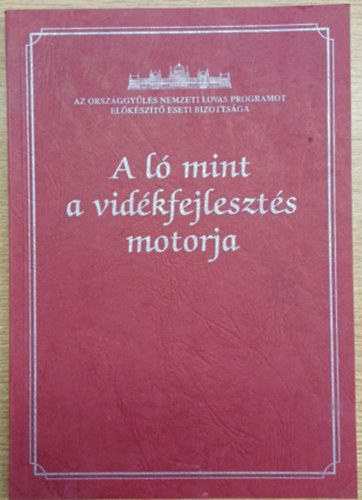 AZ ORSZÁGGYŰLÉS NEMZETI LOVAS PROGRAMOT
ELŐKÉSZÍTŐ ESETI BIZOTTSÁGA
A ló mint
a vidékfejlesztés
motorja